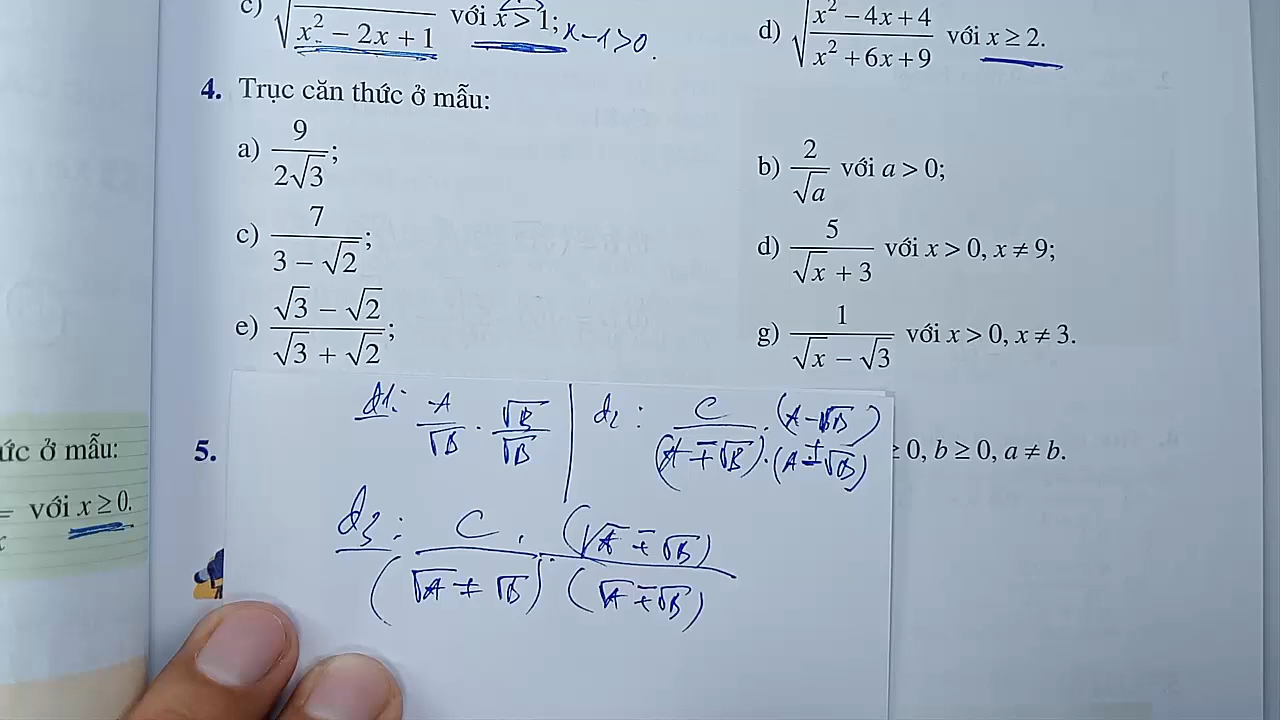 c) √(x² − 2x + 1) với x > 1; x − 1 > 0.
d) √((x² − 4x + 4)/(x² + 6x + 9)) với x ≥ 2.
4. Trục căn thức ở mẫu:
a) 9/(2√3);
b) 2/√a với a > 0;
c) 7/(3 − √2);
d) 5/(√x + 3) với x > 0, x ≠ 9;
e) (√3 − √2)/(√3 + √2);
g) 1/(√x − √3) với x > 0, x ≠ 3.
ức ở mẫu:
với x ≥ 0.
5.
≥ 0, b ≥ 0, a ≠ b.
d1: A/√B · √B/√B
d2: C/(A ∓ √B) · (A − √B)/(A ± √B)
d3: C/(√A ± √B) · (√A ∓ √B)/(√A ∓ √B)